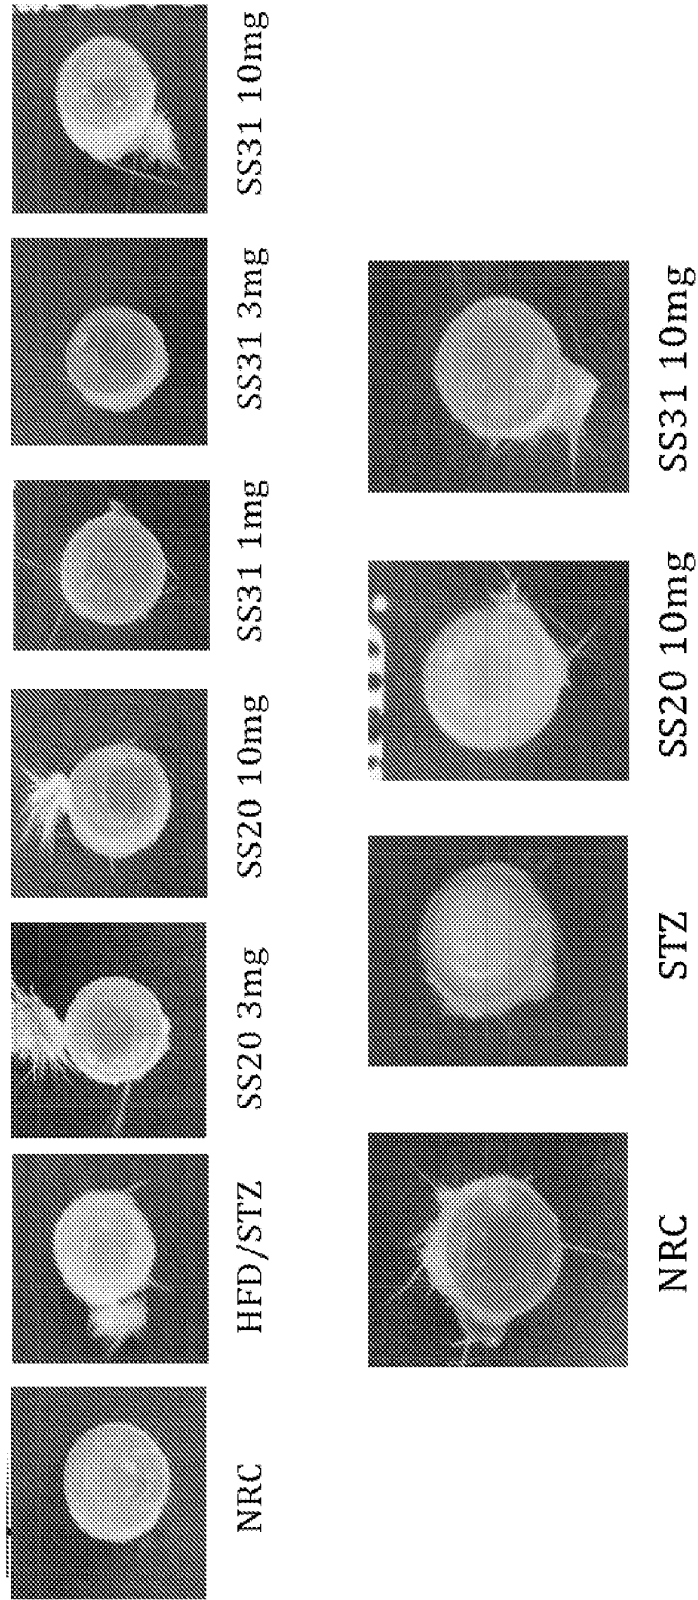 NRC
HFD/STZ
SS20 3mg
SS20 10mg
SS31 1mg
SS31 3mg
SS31 10mg
NRC
STZ
SS20 10mg
SS31 10mg